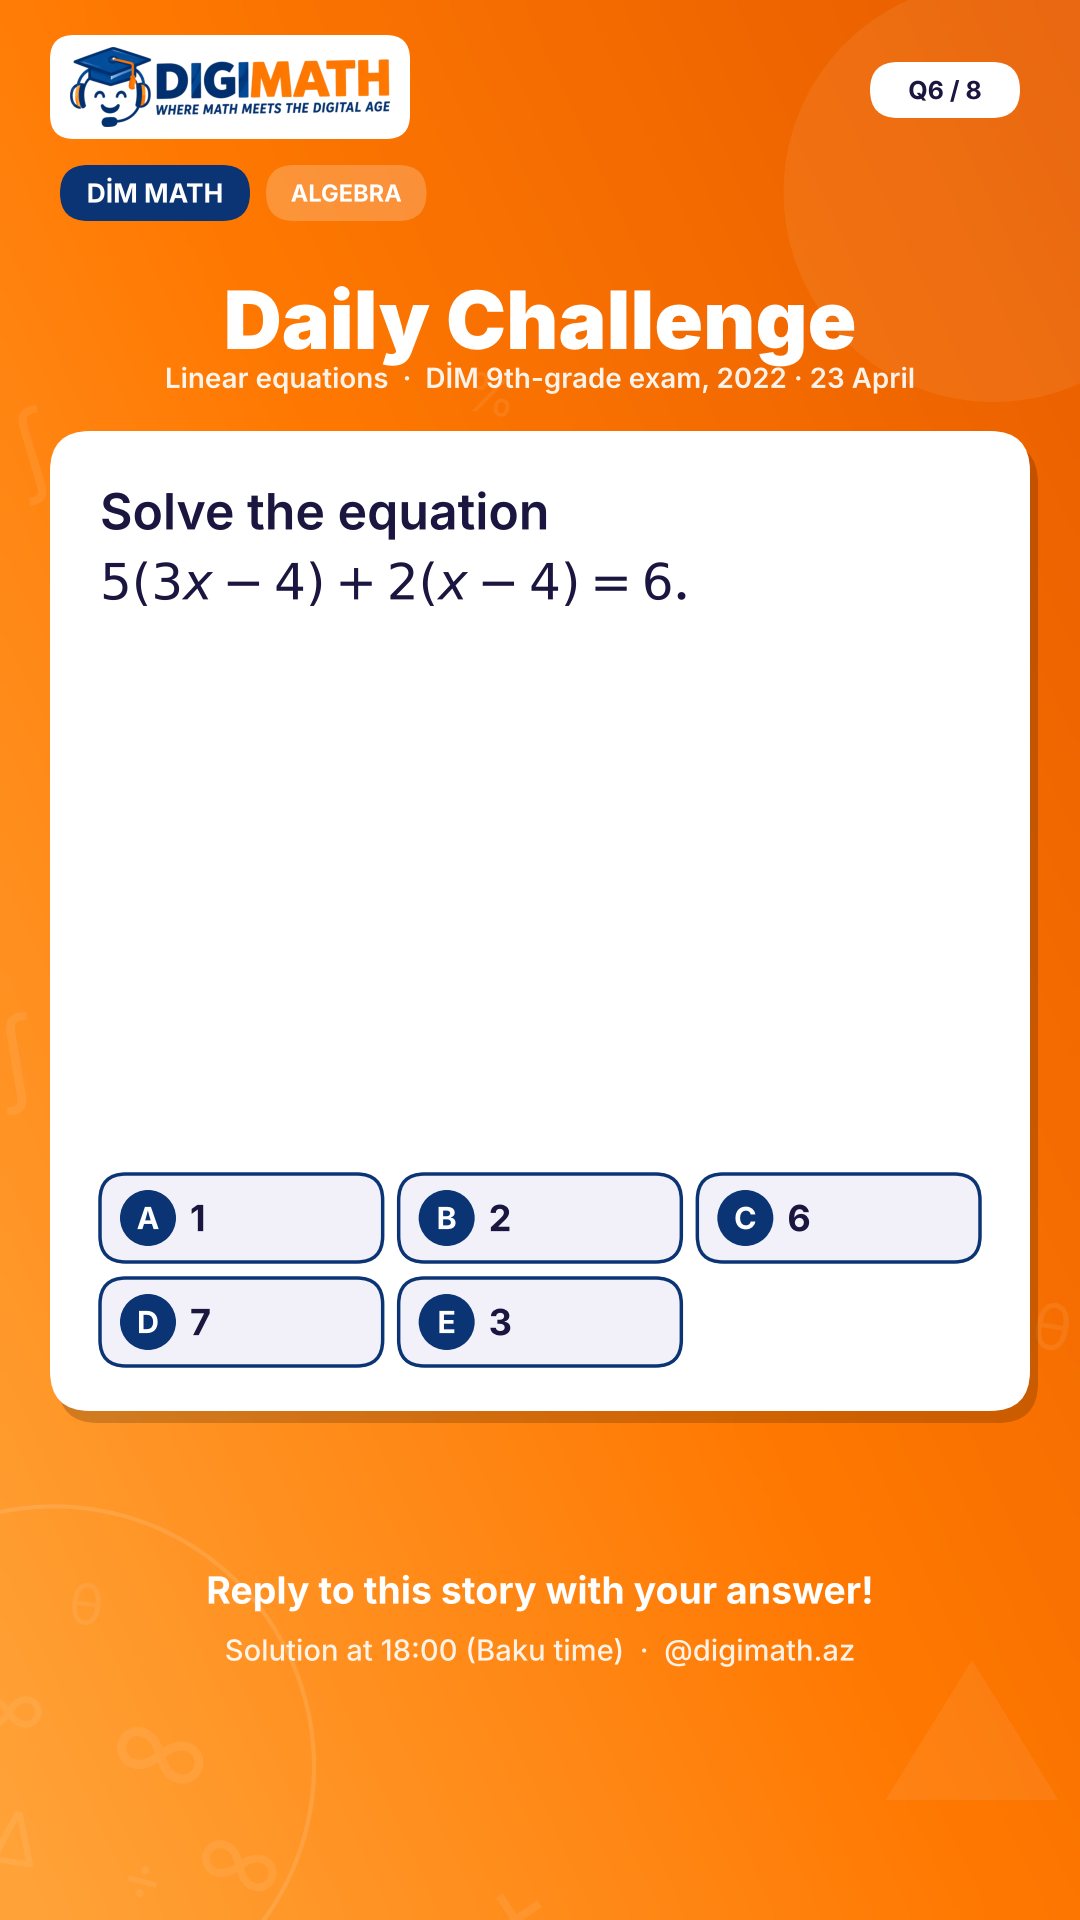 DIGIMATH
WHERE MATH MEETS THE DIGITAL AGE
Q6 / 8
DİM MATH
ALGEBRA
Daily Challenge
Linear equations · DİM 9th-grade exam, 2022 · 23 April
Solve the equation
5(3x − 4) + 2(x − 4) = 6.
A 1
B 2
C 6
D 7
E 3
Reply to this story with your answer!
Solution at 18:00 (Baku time) · @digimath.az